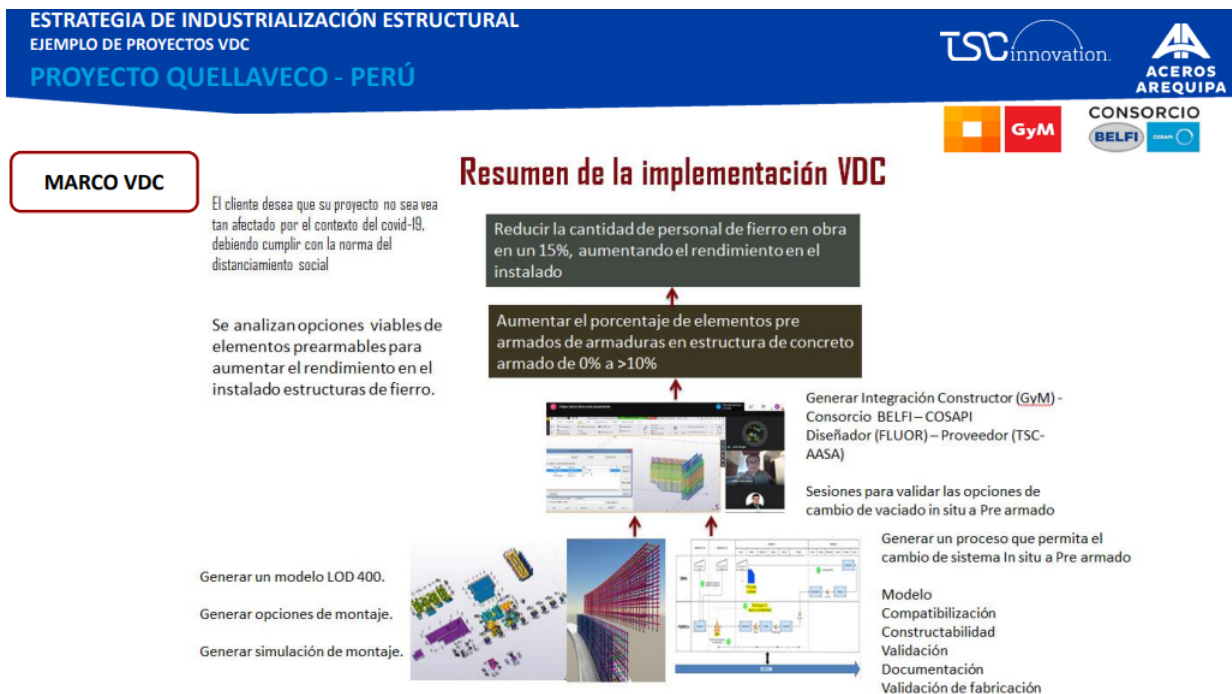 ESTRATEGIA DE INDUSTRIALIZACIÓN ESTRUCTURAL
EJEMPLO DE PROYECTOS VDC
PROYECTO QUELLAVECO - PERÚ
TSC innovation.
ACEROS
AREQUIPA
GyM
CONSORCIO
BELFI
COSAPI
MARCO VDC
Resumen de la implementación VDC
El cliente desea que su proyecto no sea vea
tan afectado por el contexto del covid-19,
debiendo cumplir con la norma del
distanciamiento social
Reducir la cantidad de personal de fierro en obra
en un 15%, aumentando el rendimiento en el
instalado
Se analizan opciones viables de
elementos prearmables para
aumentar el rendimiento en el
instalado estructuras de fierro.
Aumentar el porcentaje de elementos pre
armados de armaduras en estructura de concreto
armado de 0% a >10%
Generar Integración Constructor (GyM) -
Consorcio BELFI – COSAPI
Diseñador (FLUOR) – Proveedor (TSC-
AASA)
Sesiones para validar las opciones de
cambio de vaciado in situ a Pre armado
Generar un modelo LOD 400.
Generar opciones de montaje.
Generar simulación de montaje.
Generar un proceso que permita el
cambio de sistema In situ a Pre armado
Modelo
Compatibilización
Constructabilidad
Validación
Documentación
Validación de fabricación